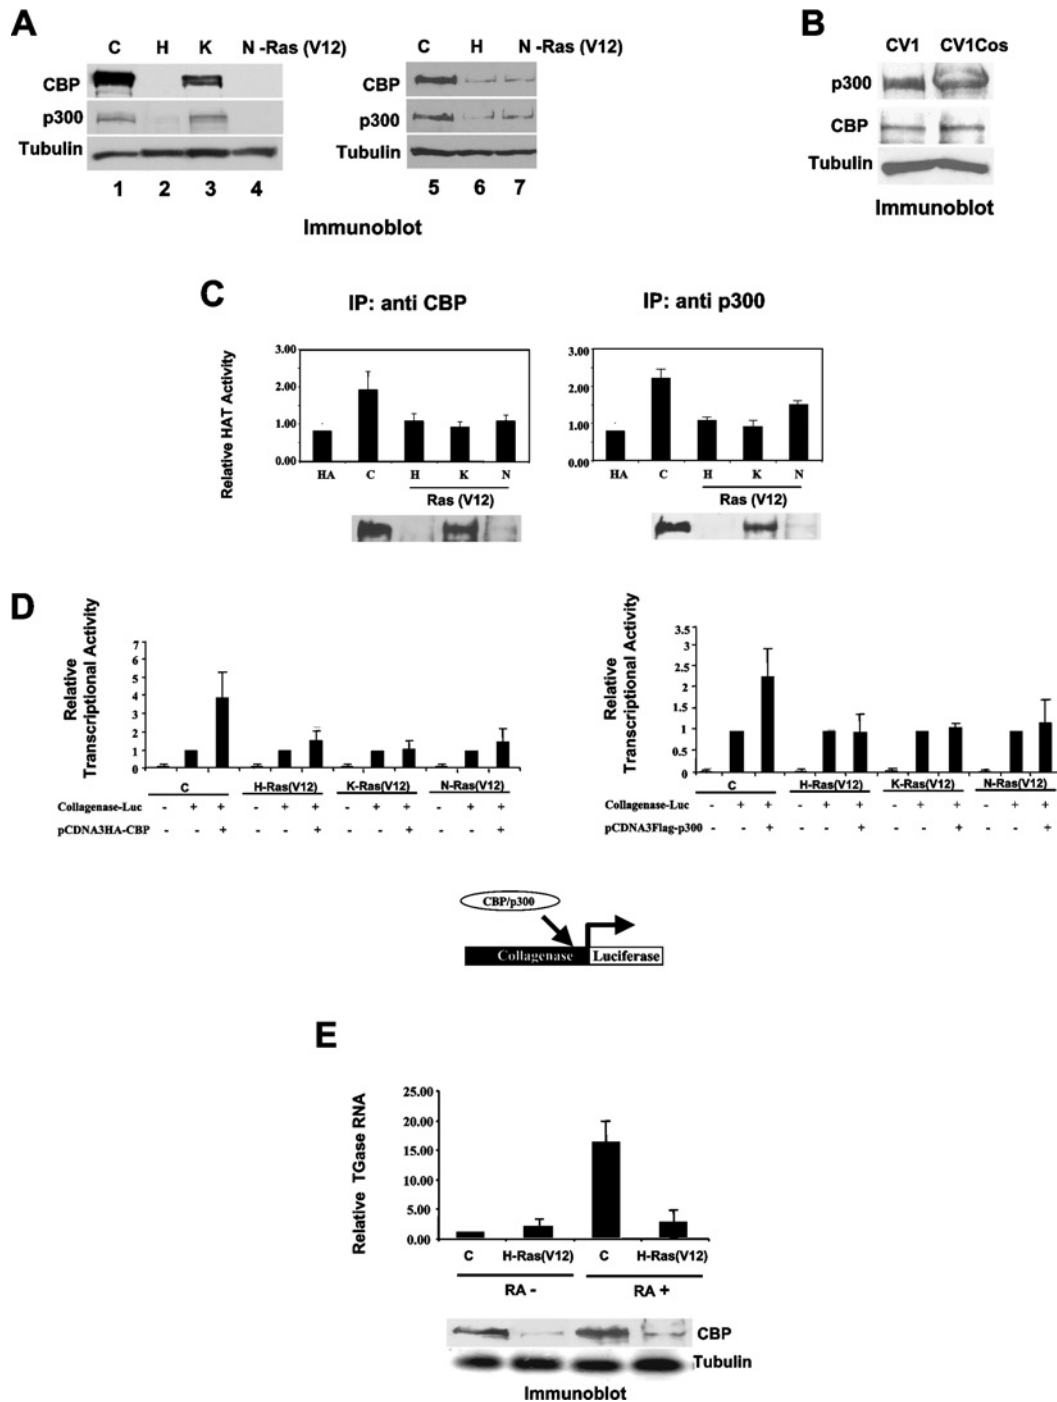 A
C H K N -Ras (V12)
CBP
p300
Tubulin
1 2 3 4
C H N -Ras (V12)
CBP
p300
Tubulin
5 6 7
Immunoblot
B
CV1 CV1Cos
p300
CBP
Tubulin
Immunoblot
C
IP: anti CBP
Relative HAT Activity
3.00
2.00
1.00
0.00
HA C H K N
Ras (V12)
IP: anti p300
3.00
2.00
1.00
0.00
HA C H K N
Ras (V12)
D
Relative
Transcriptional Activity
7
6
5
4
3
2
1
0
C H-Ras(V12) K-Ras(V12) N-Ras(V12)
Collagenase-Luc - + + - + + - + + - + +
pCDNA3HA-CBP - - + - - + - - + - - +
Relative
Transcriptional Activity
3.5
3
2.5
2
1.5
1
0.5
0
C H-Ras(V12) K-Ras(V12) N-Ras(V12)
Collagenase-Luc - + + - + + - + + - + +
pCDNA3Flag-p300 - - + - - + - - + - - +
CBP/p300
Collagenase Luciferase
E
Relative TGase RNA
25.00
20.00
15.00
10.00
5.00
0.00
C H-Ras(V12) C H-Ras(V12)
RA - RA +
CBP
Tubulin
Immunoblot